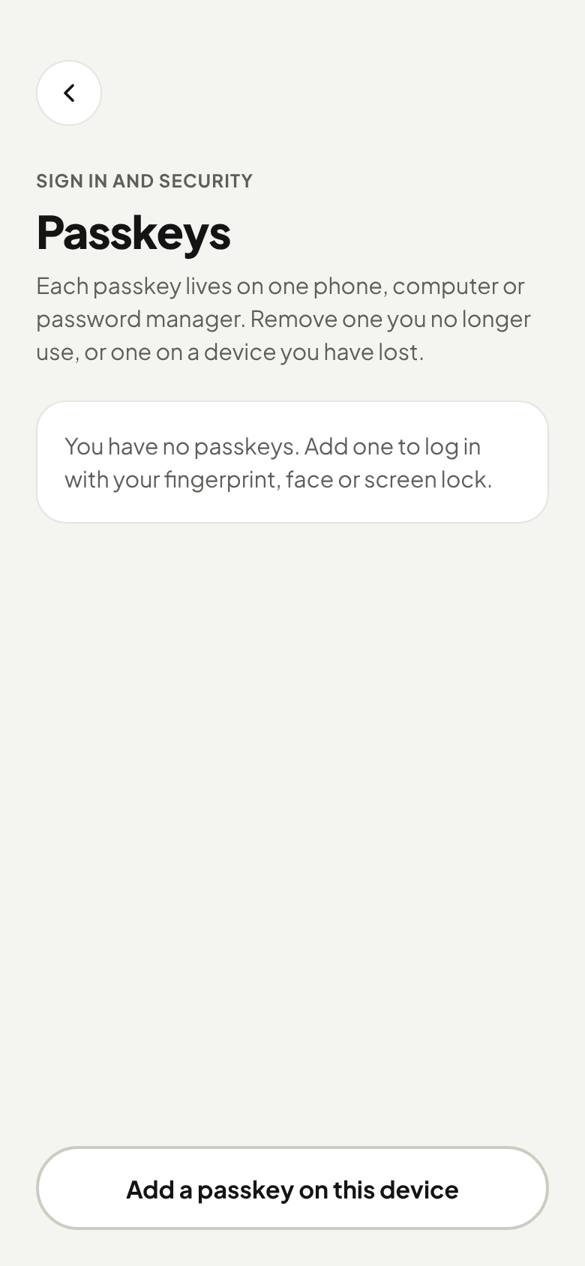 SIGN IN AND SECURITY
Passkeys
Each passkey lives on one phone, computer or
password manager. Remove one you no longer
use, or one on a device you have lost.
You have no passkeys. Add one to log in
with your fingerprint, face or screen lock.
Add a passkey on this device